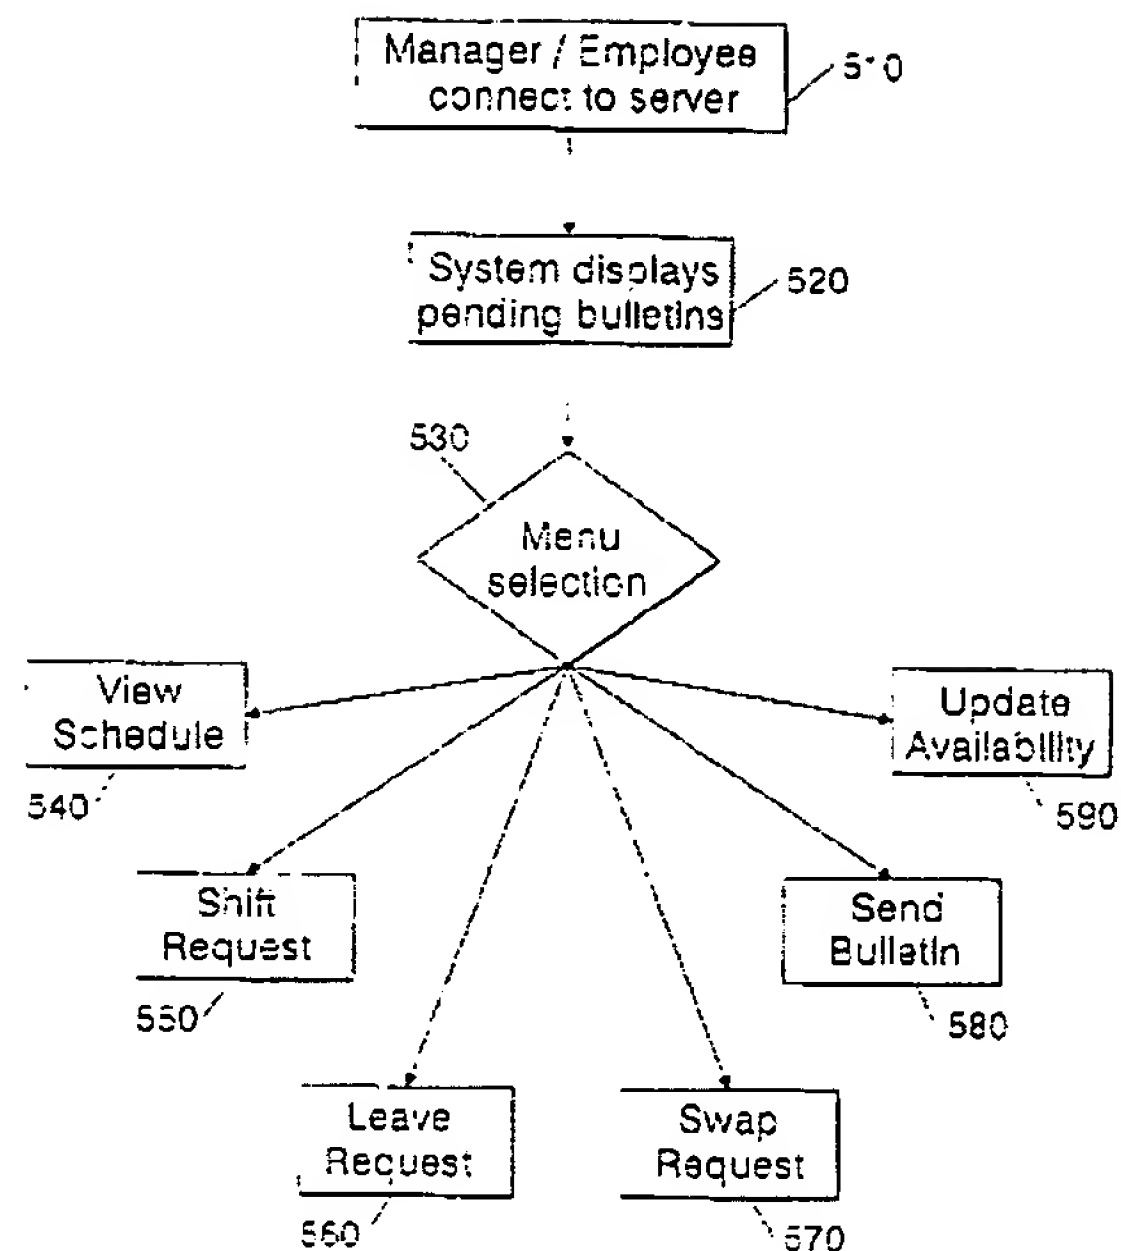 Manager / Employee
connect to server
510
System displays
pending bulletins
520
530
Menu
selection
View
Schedule
540
Update
Availability
590
Shift
Request
550
Send
Bulletin
580
Leave
Request
560
Swap
Request
570